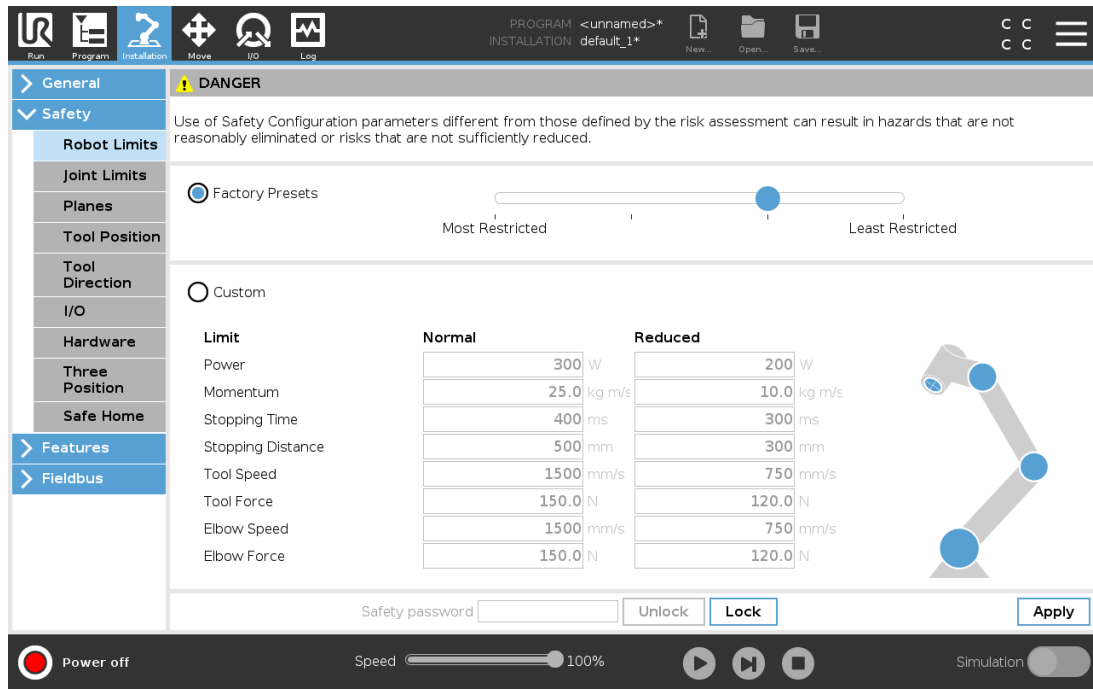 PROGRAM <unnamed>*
INSTALLATION default_1*
UR
Run
Program
Installation
Move
I/O
Log
New...
Open...
Save...
C C
C C
General
Safety
Robot Limits
Joint Limits
Planes
Tool Position
Tool
Direction
I/O
Hardware
Three
Position
Safe Home
Features
Fieldbus
DANGER
Use of Safety Configuration parameters different from those defined by the risk assessment can result in hazards that are not
reasonably eliminated or risks that are not sufficiently reduced.
Factory Presets
Most Restricted Least Restricted
Custom
Limit Normal Reduced
Power 300 W 200 W
Momentum 25.0 kg m/s 10.0 kg m/s
Stopping Time 400 ms 300 ms
Stopping Distance 500 mm 300 mm
Tool Speed 1500 mm/s 750 mm/s
Tool Force 150.0 N 120.0 N
Elbow Speed 1500 mm/s 750 mm/s
Elbow Force 150.0 N 120.0 N
Safety password Unlock Lock Apply
Power off Speed 100% Simulation